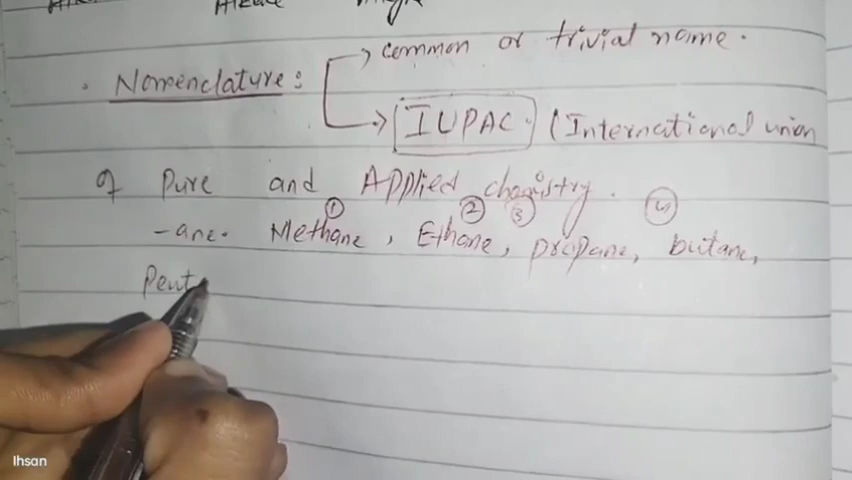 Alkane
common or trivial name.
. Nomenclature:
IUPAC. (International union
of Pure and Applied chemistry.
1 2 3 4
-ane. Methane, Ethane, propane, butane,
Pent
Ihsan